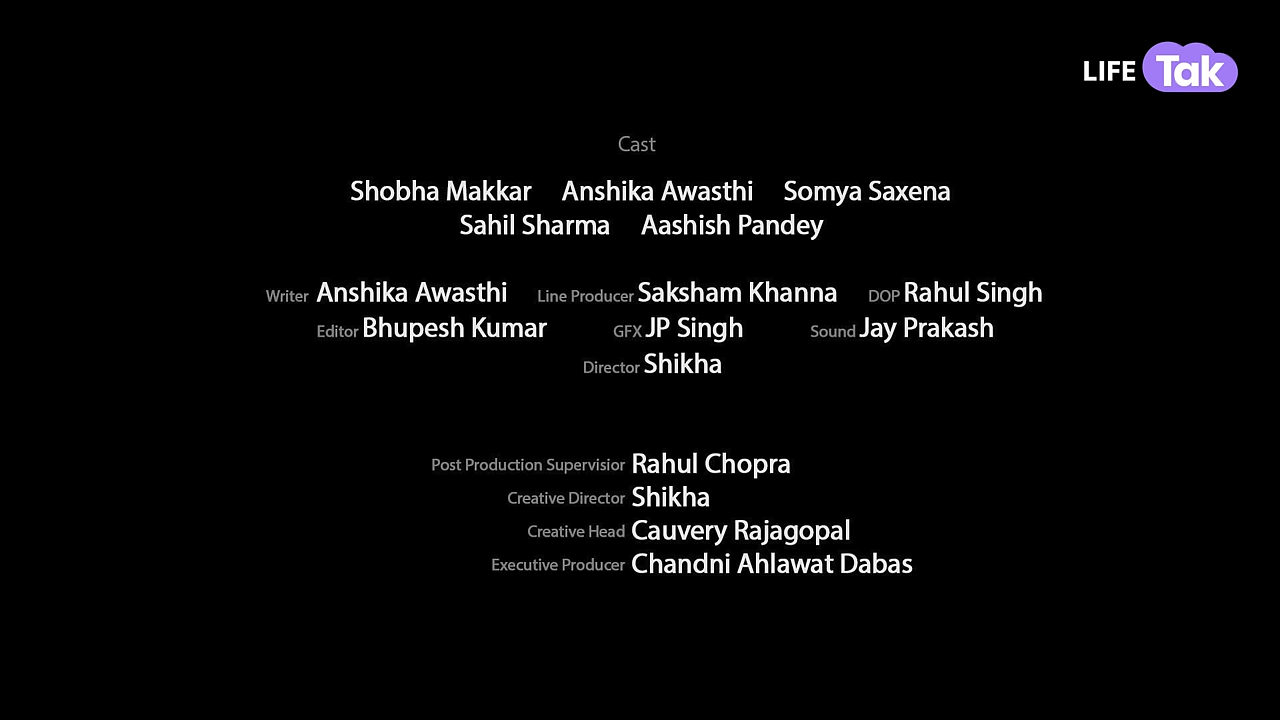 LIFE Tak
Cast
Shobha Makkar Anshika Awasthi Somya Saxena
Sahil Sharma Aashish Pandey
Writer Anshika Awasthi Line Producer Saksham Khanna DOP Rahul Singh
Editor Bhupesh Kumar GFX JP Singh Sound Jay Prakash
Director Shikha
Post Production Supervisior Rahul Chopra
Creative Director Shikha
Creative Head Cauvery Rajagopal
Executive Producer Chandni Ahlawat Dabas